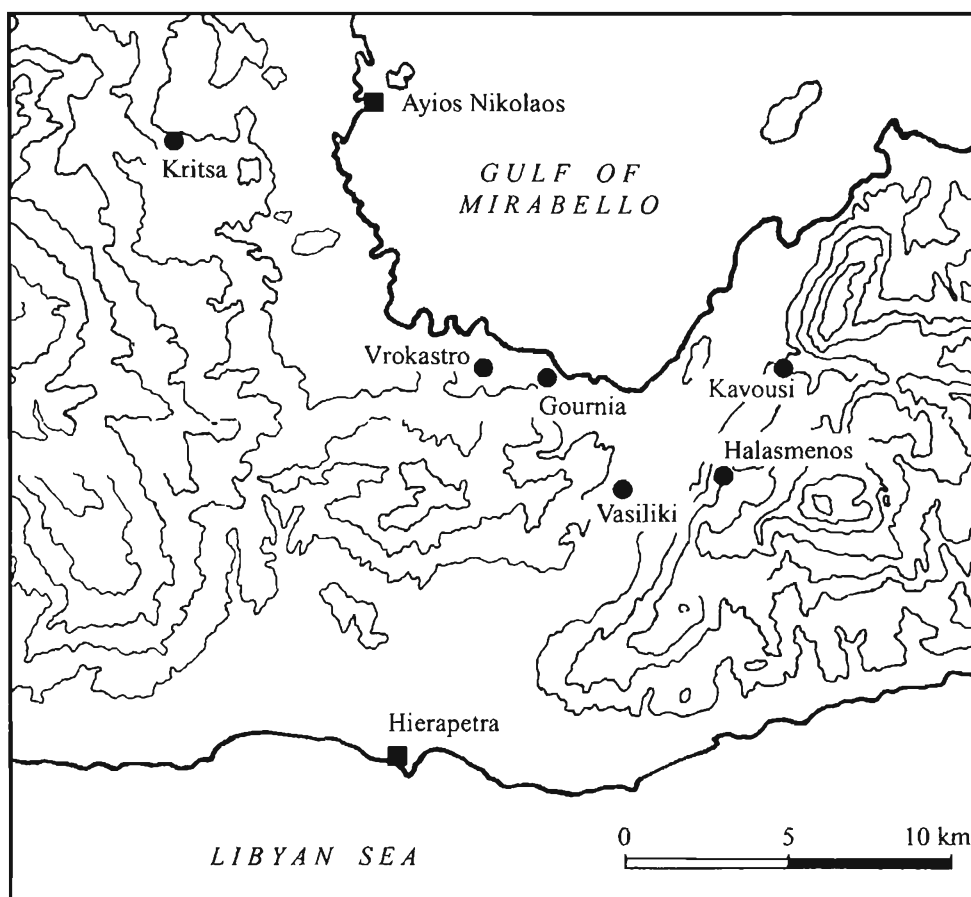 Ayios Nikolaos
Kritsa
GULF OF
MIRABELLO
Vrokastro
Gournia
Kavousi
Halasmenos
Vasiliki
Hierapetra
0 5 10 km
LIBYAN SEA